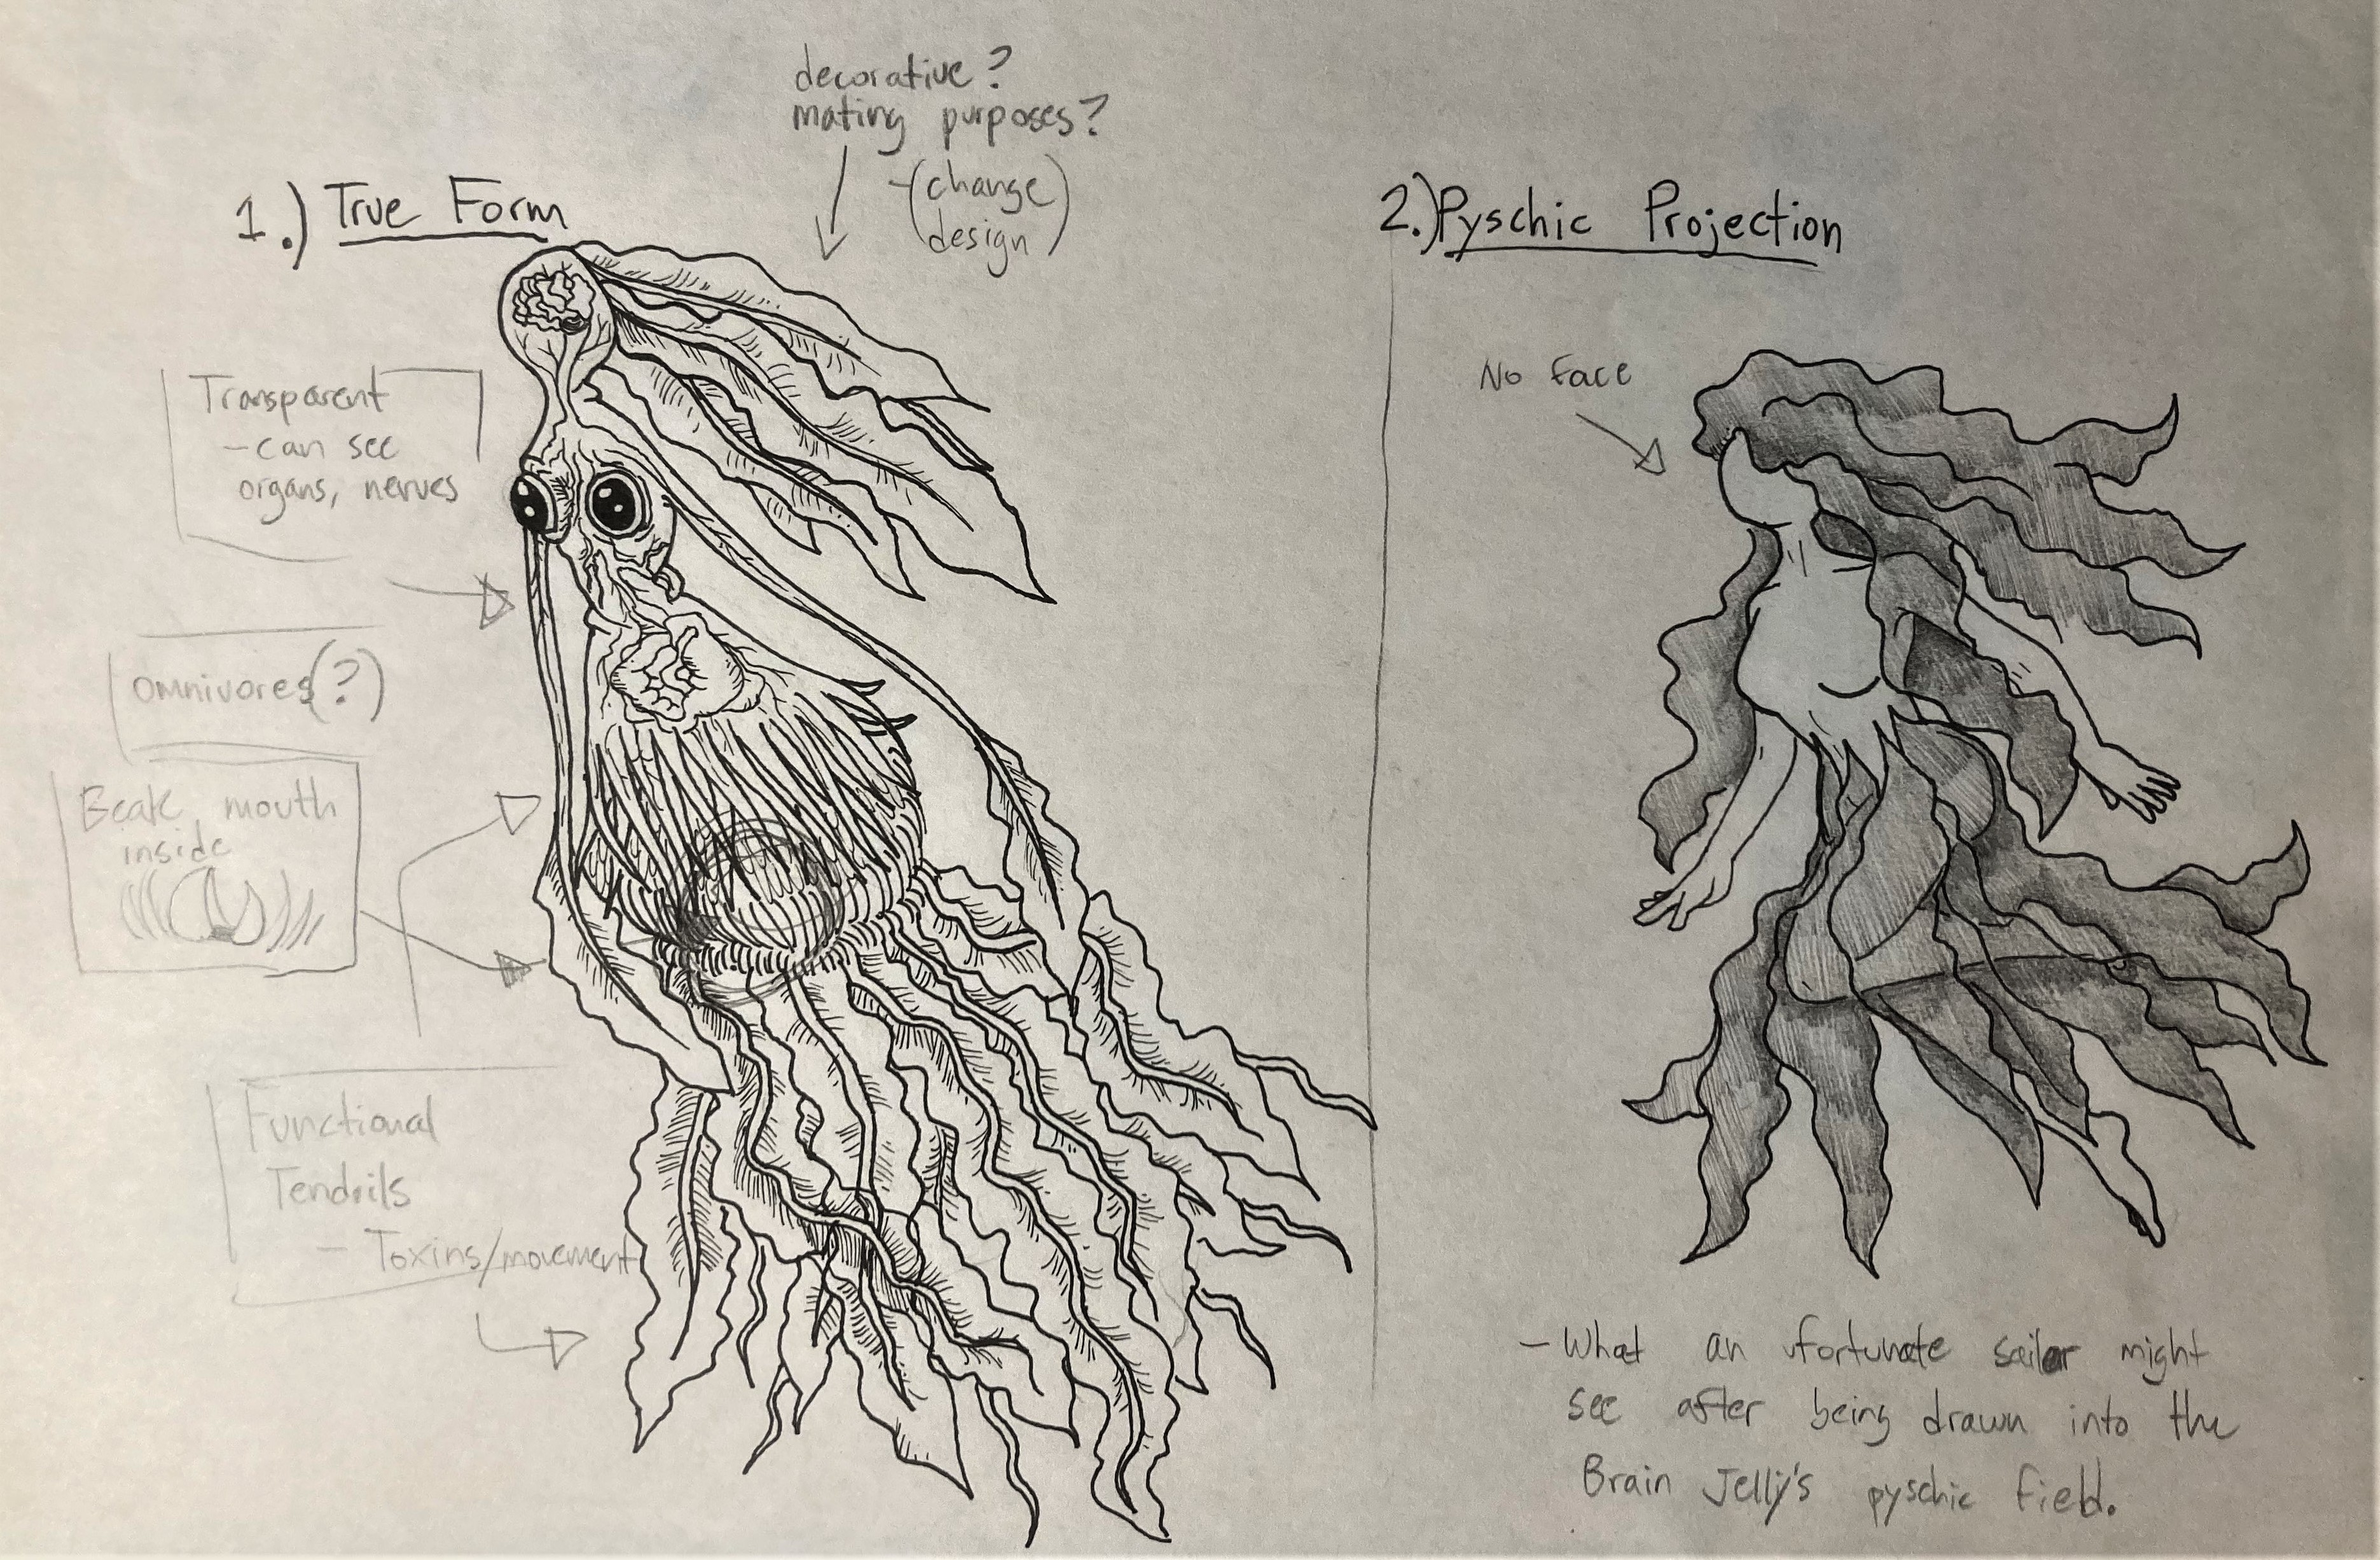 decorative?
mating purposes?
-(change
design)
1.) True Form
Transparent
- can see
organs, nerves
omnivores(?)
Beak, mouth
inside
Functional
Tendrils
- Toxins/movement
2.) Pyschic Projection
No Face
- What an ufortunate sailor might
see after being drawn into the
Brain Jelly's pyschic field.